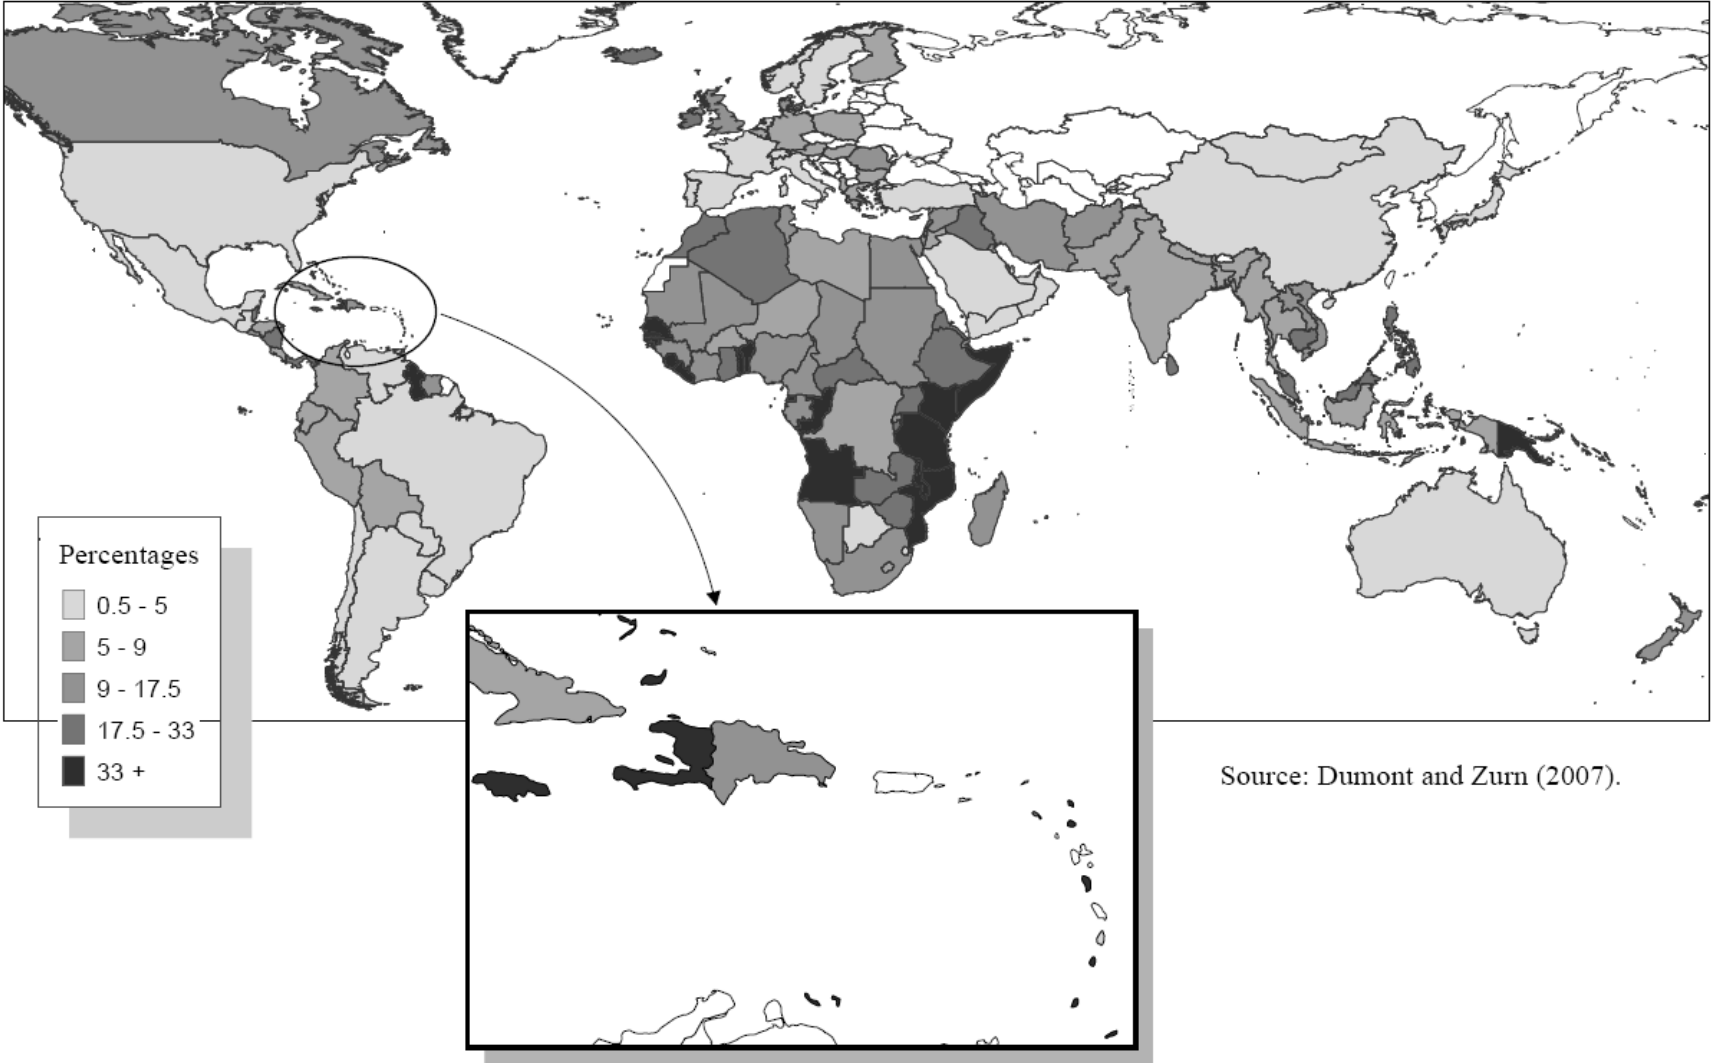 Percentages
0.5 - 5
5 - 9
9 - 17.5
17.5 - 33
33 +
Source: Dumont and Zurn (2007).